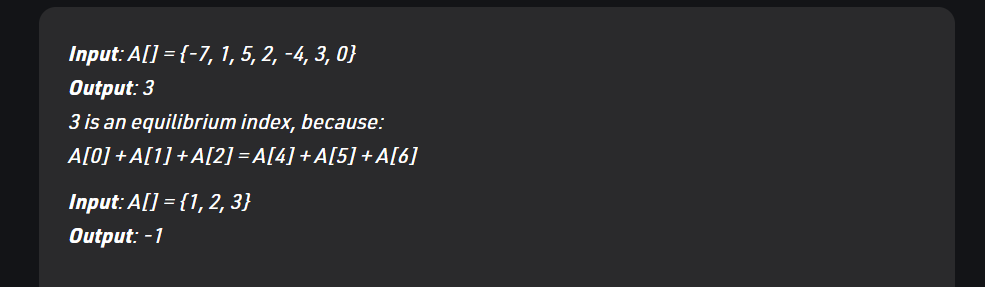 Input: A[] = {-7, 1, 5, 2, -4, 3, 0}
Output: 3
3 is an equilibrium index, because:
A[0] + A[1] + A[2] = A[4] + A[5] + A[6]
Input: A[] = {1, 2, 3}
Output: -1